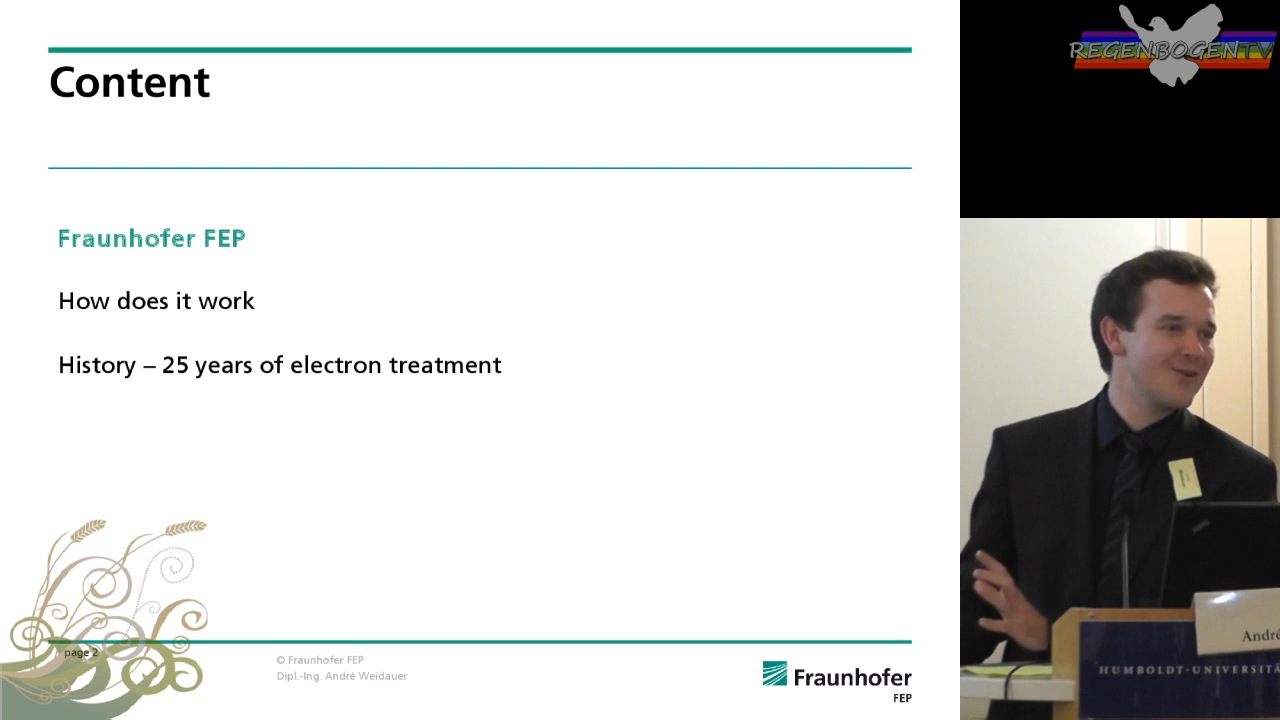 Content
Fraunhofer FEP
How does it work
History – 25 years of electron treatment
page 2
© Fraunhofer FEP
Dipl.-Ing. André Weidauer
Fraunhofer
FEP
REGENBOGENTV
André
HUMBOLDT-UNIVERSITÄ